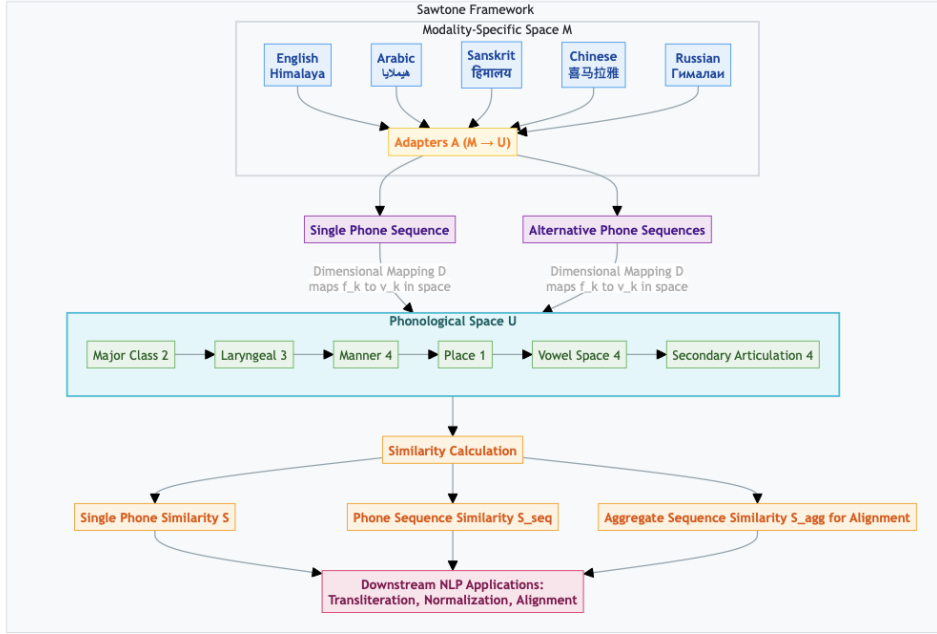 Sawtone Framework
Modality-Specific Space M
English
Himalaya
Arabic
هيمالايا
Sanskrit
हिमालय
Chinese
喜马拉雅
Russian
Гималаи
Adapters A (M → U)
Single Phone Sequence
Alternative Phone Sequences
Dimensional Mapping D
maps f_k to v_k in space
Dimensional Mapping D
maps f_k to v_k in space
Phonological Space U
Major Class 2
Laryngeal 3
Manner 4
Place 1
Vowel Space 4
Secondary Articulation 4
Similarity Calculation
Single Phone Similarity S
Phone Sequence Similarity S_seq
Aggregate Sequence Similarity S_agg for Alignment
Downstream NLP Applications:
Transliteration, Normalization, Alignment